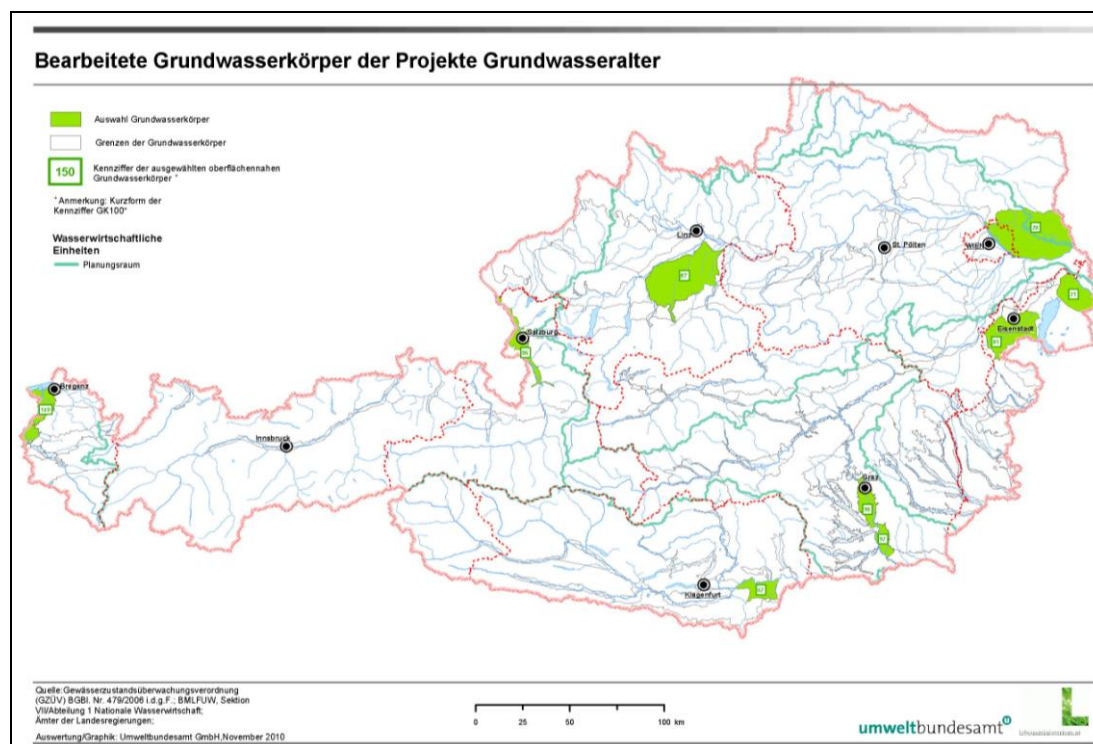 Bearbeitete Grundwasserkörper der Projekte Grundwasseralter
Auswahl Grundwasserkörper
Grenzen der Grundwasserkörper
150
Kennziffer der ausgewählten oberflächennahen
Grundwasserkörper *
* Anmerkung: Kurzform der
Kennziffer GK100*
Wasserwirtschaftliche
Einheiten
Planungsraum
Linz
St. Pölten
Wien
Eisenstadt
Salzburg
Bregenz
Innsbruck
Graz
Klagenfurt
Quelle:Gewässerzustandsüberwachungsverordnung
(GZÜV) BGBl. Nr. 479/2006 i.d.g.F.; BMLFUW, Sektion
VII/Abteilung 1 Nationale Wasserwirtschaft;
Ämter der Landesregierungen;
Auswertung/Graphik: Umweltbundesamt GmbH,November 2010
0 25 50 100 km
umweltbundesamt